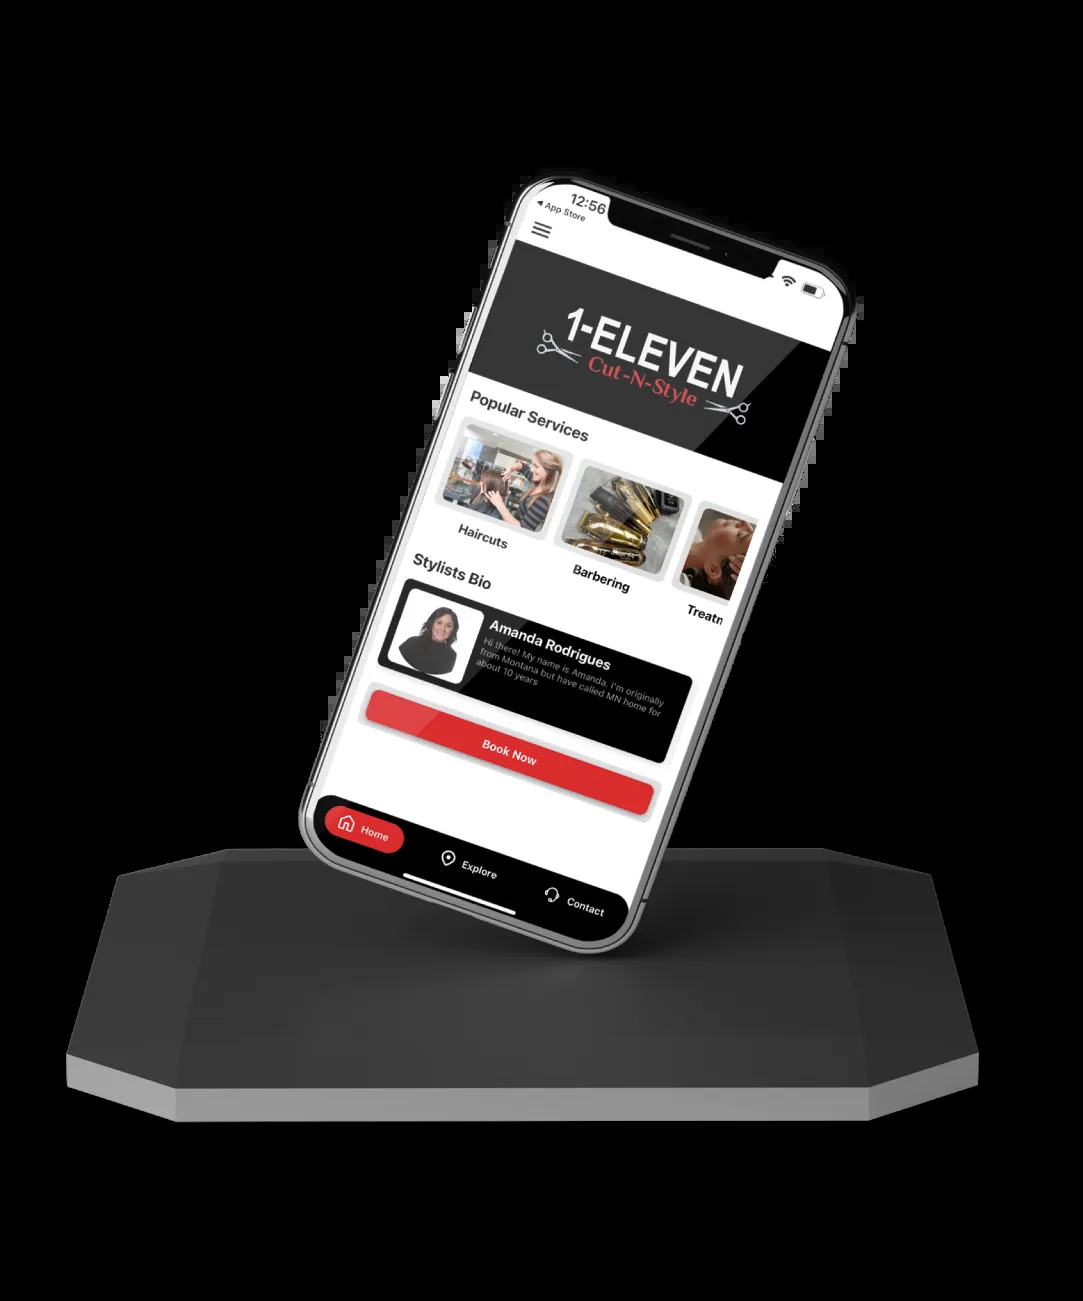 12:56
App Store
1-ELEVEN
Cut-N-Style
Popular Services
Haircuts
Barbering
Treatn
Stylists Bio
Amanda Rodrigues
Hi there! My name is Amanda. I'm originally
from Montana but have called MN home for
about 10 years
Book Now
Home
Explore
Contact